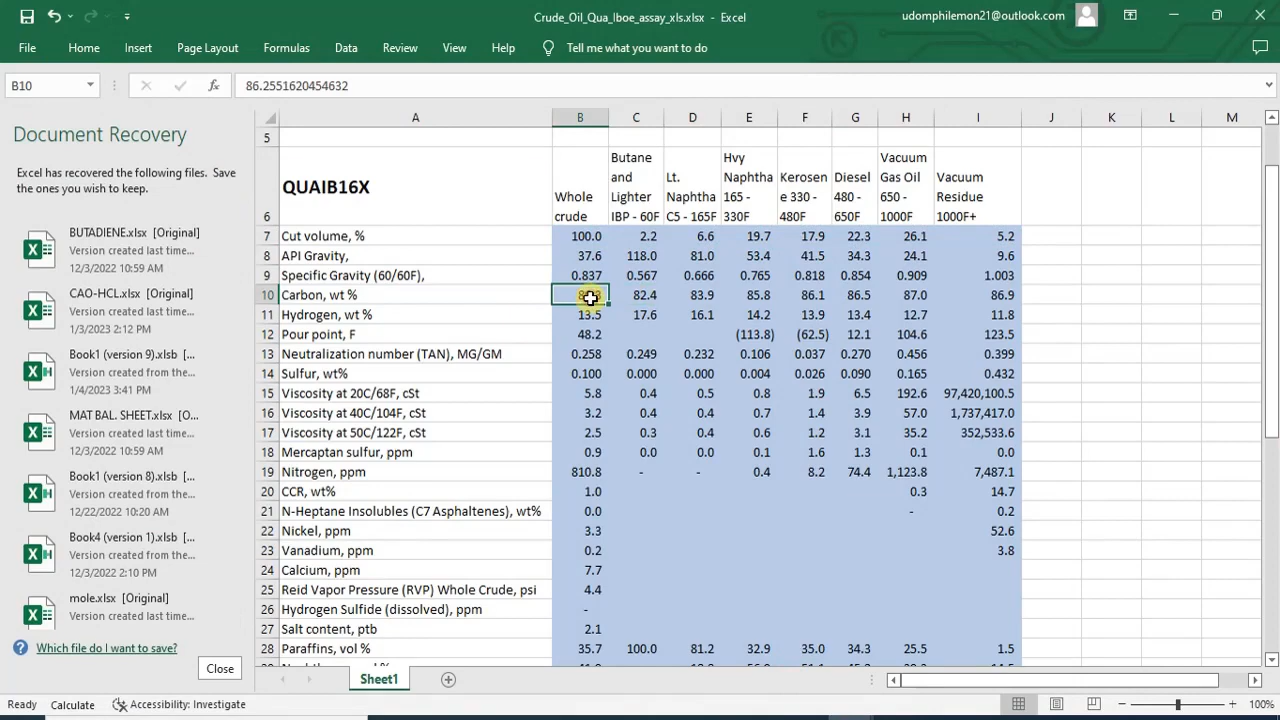 Crude_Oil_Qua_Iboe_assay_xls.xlsx - Excel
udomphilemon21@outlook.com
File Home Insert Page Layout Formulas Data Review View Help Tell me what you want to do
B10 fx 86.2551620454632
Document Recovery
Excel has recovered the following files. Save
the ones you wish to keep.
BUTADIENE.xlsx [Original]
Version created last time...
12/3/2022 10:59 AM
CAO-HCL.xlsx [Original]
Version created last time...
1/3/2023 2:12 PM
Book1 (version 9).xlsb
Version created from the...
1/4/2023 3:41 PM
MAT BAL. SHEET.xlsx [O...
Version created last time...
12/3/2022 10:59 AM
Book1 (version 8).xlsb
Version created from the...
12/22/2022 10:20 AM
Book4 (version 1).xlsb
Version created from the...
12/3/2022 2:10 PM
mole.xlsx [Original]
Version created last time...
Which file do I want to save?
Close
A B C D E F G H I J K L M
5
6 QUAIB16X
Whole
crude
Butane
and
Lighter
IBP - 60F
Lt.
Naphtha
C5 - 165F
Hvy
Naphtha
165 -
330F
Kerosen
e 330 -
480F
Diesel
480 -
650F
Vacuum
Gas Oil
650 -
1000F
Vacuum
Residue
1000F+
7 Cut volume, % 100.0 2.2 6.6 19.7 17.9 22.3 26.1 5.2
8 API Gravity, 37.6 118.0 81.0 53.4 41.5 34.3 24.1 9.6
9 Specific Gravity (60/60F), 0.837 0.567 0.666 0.765 0.818 0.854 0.909 1.003
10 Carbon, wt % 82.4 83.9 85.8 86.1 86.5 87.0 86.9
11 Hydrogen, wt % 13.5 17.6 16.1 14.2 13.9 13.4 12.7 11.8
12 Pour point, F 48.2 (113.8) (62.5) 12.1 104.6 123.5
13 Neutralization number (TAN), MG/GM 0.258 0.249 0.232 0.106 0.037 0.270 0.456 0.399
14 Sulfur, wt% 0.100 0.000 0.000 0.004 0.026 0.090 0.165 0.432
15 Viscosity at 20C/68F, cSt 5.8 0.4 0.5 0.8 1.9 6.5 192.6 97,420,100.5
16 Viscosity at 40C/104F, cSt 3.2 0.4 0.4 0.7 1.4 3.9 57.0 1,737,417.0
17 Viscosity at 50C/122F, cSt 2.5 0.3 0.4 0.6 1.2 3.1 35.2 352,533.6
18 Mercaptan sulfur, ppm 0.9 0.0 0.0 0.1 1.6 1.3 0.1 0.0
19 Nitrogen, ppm 810.8 - - 0.4 8.2 74.4 1,123.8 7,487.1
20 CCR, wt% 1.0 0.3 14.7
21 N-Heptane Insolubles (C7 Asphaltenes), wt% 0.0 - 0.2
22 Nickel, ppm 3.3 52.6
23 Vanadium, ppm 0.2 3.8
24 Calcium, ppm 7.7
25 Reid Vapor Pressure (RVP) Whole Crude, psi 4.4
26 Hydrogen Sulfide (dissolved), ppm -
27 Salt content, ptb 2.1
28 Paraffins, vol % 35.7 100.0 81.2 32.9 35.0 34.3 25.5 1.5
Sheet1
Ready Calculate Accessibility: Investigate 100%